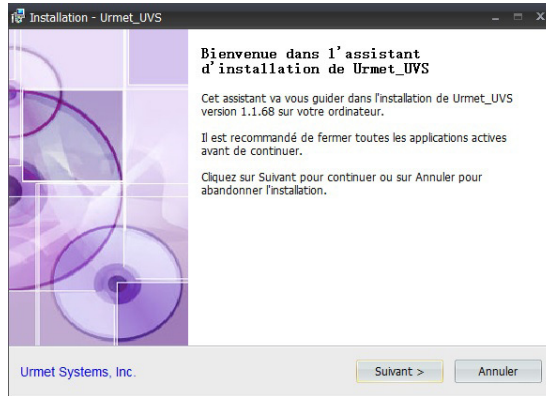 Installation - Urmet_UVS
Bienvenue dans l'assistant
d'installation de Urmet_UVS
Cet assistant va vous guider dans l'installation de Urmet_UVS
version 1.1.68 sur votre ordinateur.
Il est recommandé de fermer toutes les applications actives
avant de continuer.
Cliquez sur Suivant pour continuer ou sur Annuler pour
abandonner l'installation.
Urmet Systems, Inc.
Suivant >
Annuler